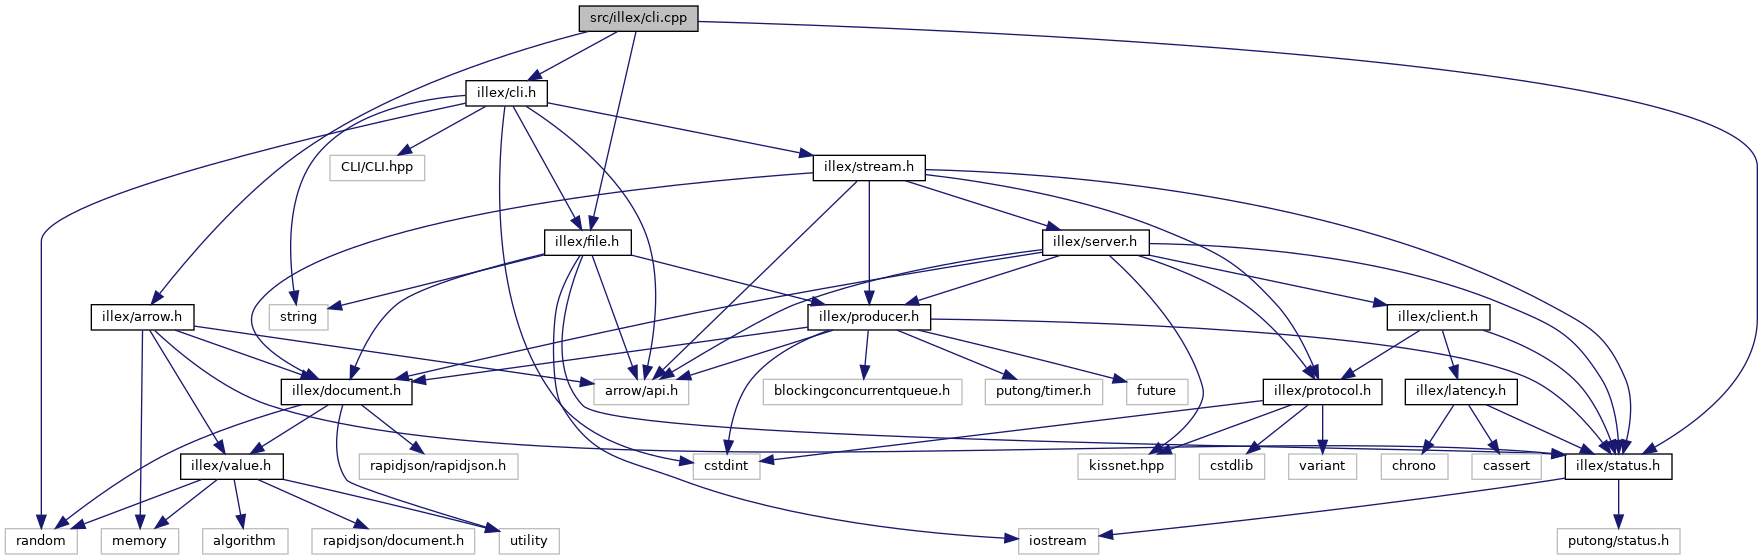 src/illex/cli.cpp
illex/cli.h
CLI/CLI.hpp
illex/stream.h
illex/file.h
illex/server.h
illex/arrow.h
string
illex/producer.h
illex/client.h
illex/document.h
arrow/api.h
blockingconcurrentqueue.h
putong/timer.h
future
illex/protocol.h
illex/latency.h
illex/value.h
rapidjson/rapidjson.h
cstdint
kissnet.hpp
cstdlib
variant
chrono
cassert
illex/status.h
random
memory
algorithm
rapidjson/document.h
utility
iostream
putong/status.h